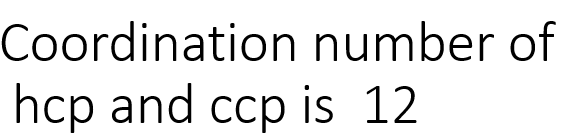 Coordination number of
hcp and ccp is 12